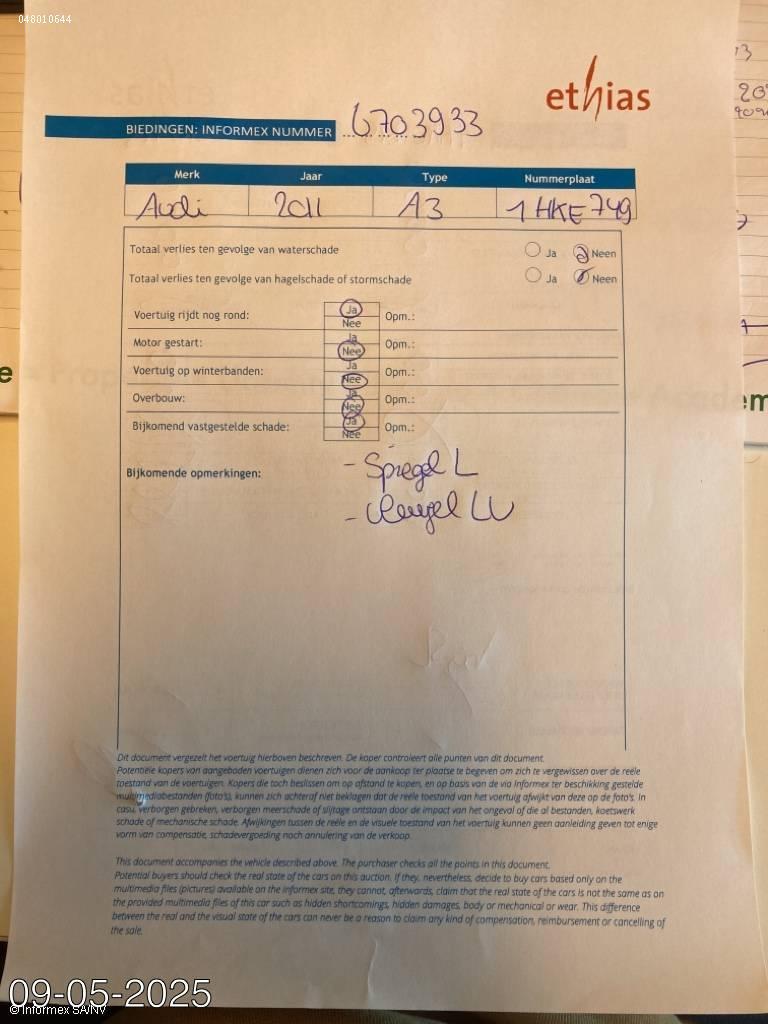 048010644
ethias
BIEDINGEN: INFORMEX NUMMER 6703933
Merk Jaar Type Nummerplaat
Audi 2011 A3 1 HKE 749
Totaal verlies ten gevolge van waterschade Ja Neen
Totaal verlies ten gevolge van hagelschade of stormschade Ja Neen
Voertuig rijdt nog rond: Ja Nee Opm.:
Motor gestart: Ja Nee Opm.:
Voertuig op winterbanden: Ja Nee Opm.:
Overbouw: Ja Nee Opm.:
Bijkomend vastgestelde schade: Ja Nee Opm.:
Bijkomende opmerkingen: - Spiegel L
- Vleugel LV
Dit document vergezelt het voertuig hierboven beschreven. De koper controleert alle punten van dit document.
Potentiële kopers van aangeboden voertuigen dienen zich voor de aankoop ter plaatse te begeven om zich te vergewissen over de reële
toestand van de voertuigen. Kopers die toch beslissen om op afstand te kopen, en op basis van de via Informex ter beschikking gestelde
multimediabestanden (foto's), kunnen zich achteraf niet beklagen dat de reële toestand van het voertuig afwijkt van deze op de foto's. In
casu, verborgen gebreken, verborgen meerschade of slijtage ontstaan door de impact van het ongeval of die al bestanden, koetswerk
schade of mechanische schade. Afwijkingen tussen de reële en de visuele toestand van het voertuig kunnen geen aanleiding geven tot enige
vorm van compensatie, schadevergoeding noch annulering van de verkoop.
This document accompanies the vehicle described above. The purchaser checks all the points in this document.
Potential buyers should check the real state of the cars on this auction. If they, nevertheless, decide to buy cars based only on the
multimedia files (pictures) available on the informex site, they cannot, afterwards, claim that the real state of the cars is not the same as on
the provided multimedia files of this car such as hidden shortcomings, hidden damages, body or mechanical or wear. This difference
between the real and the visual state of the cars can never be a reason to claim any kind of compensation, reimbursement or cancelling of
the sale.
09-05-2025
© Informex SA/NV